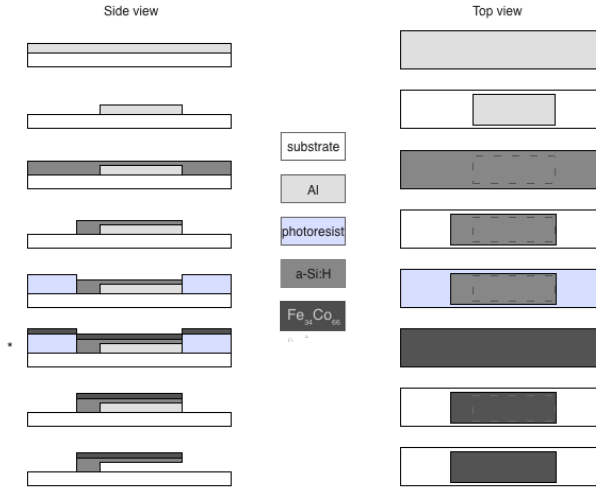 Side view
Top view
substrate
Al
photoresist
a-Si:H
Fe₃₄Co₆₆
*